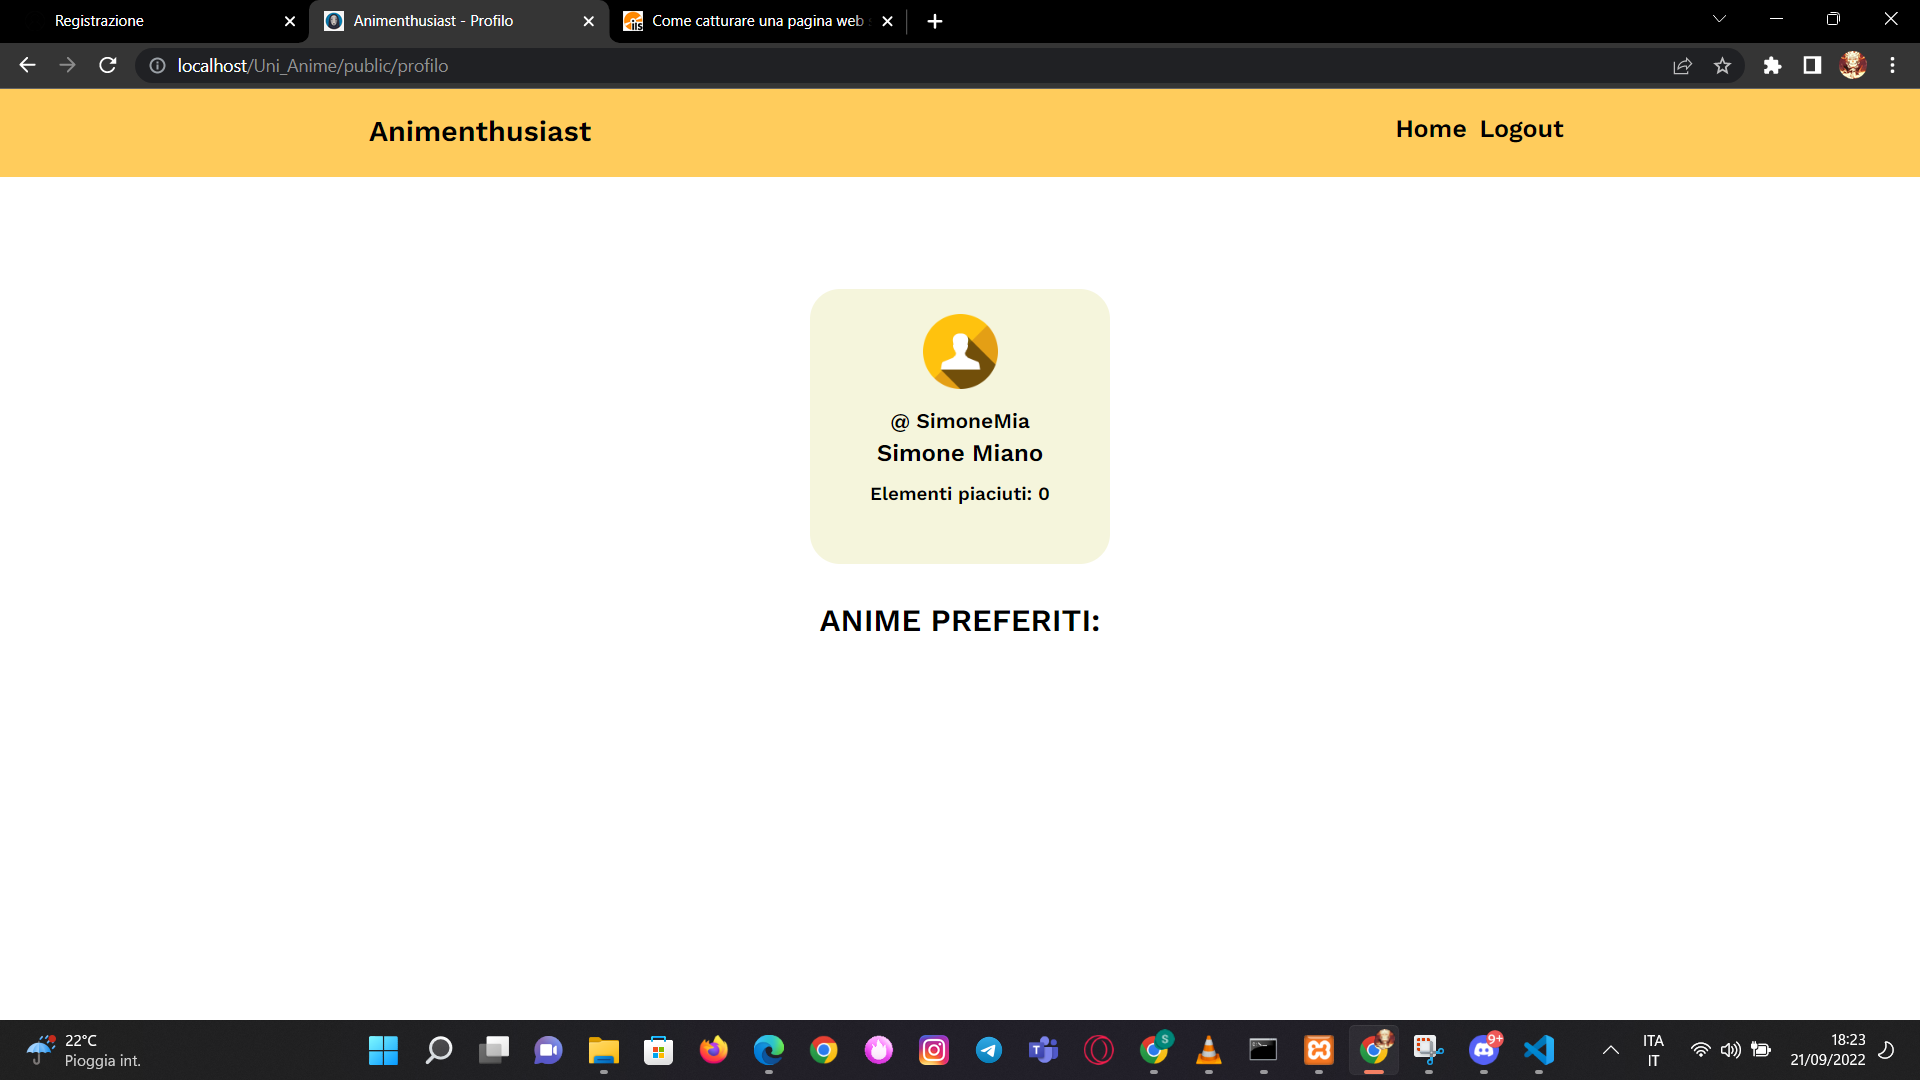 Registrazione
Animenthusiast - Profilo
Come catturare una pagina web
localhost/Uni_Anime/public/profilo
Animenthusiast
Home Logout
@ SimoneMia
Simone Miano
Elementi piaciuti: 0
ANIME PREFERITI:
22°C
Pioggia int.
S
9+
ITA
IT
18:23
21/09/2022